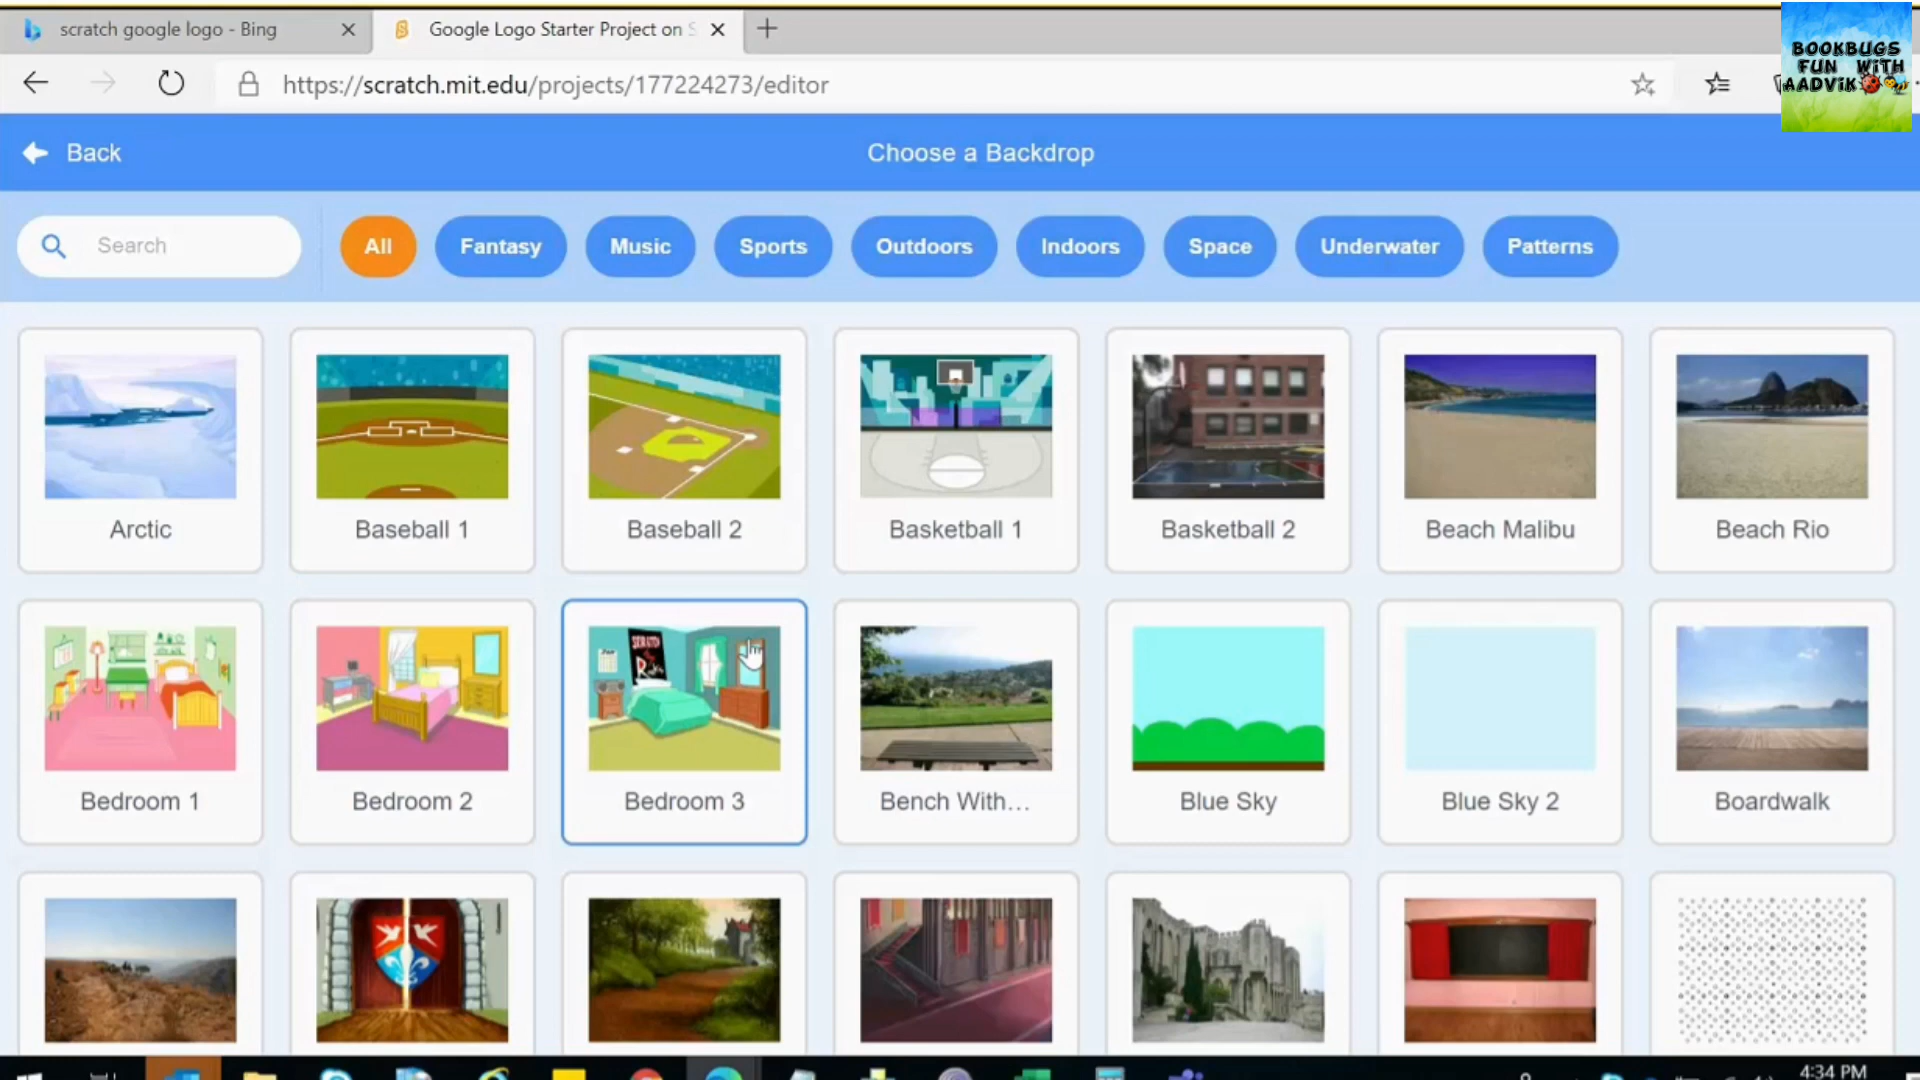 scratch google logo - Bing
Google Logo Starter Project on
https://scratch.mit.edu/projects/177224273/editor
BOOKBUGS
FUN WITH
AADVIK
Back
Choose a Backdrop
Search
All
Fantasy
Music
Sports
Outdoors
Indoors
Space
Underwater
Patterns
Arctic
Baseball 1
Baseball 2
Basketball 1
Basketball 2
Beach Malibu
Beach Rio
Bedroom 1
Bedroom 2
Bedroom 3
Bench With...
Blue Sky
Blue Sky 2
Boardwalk
4:34 PM